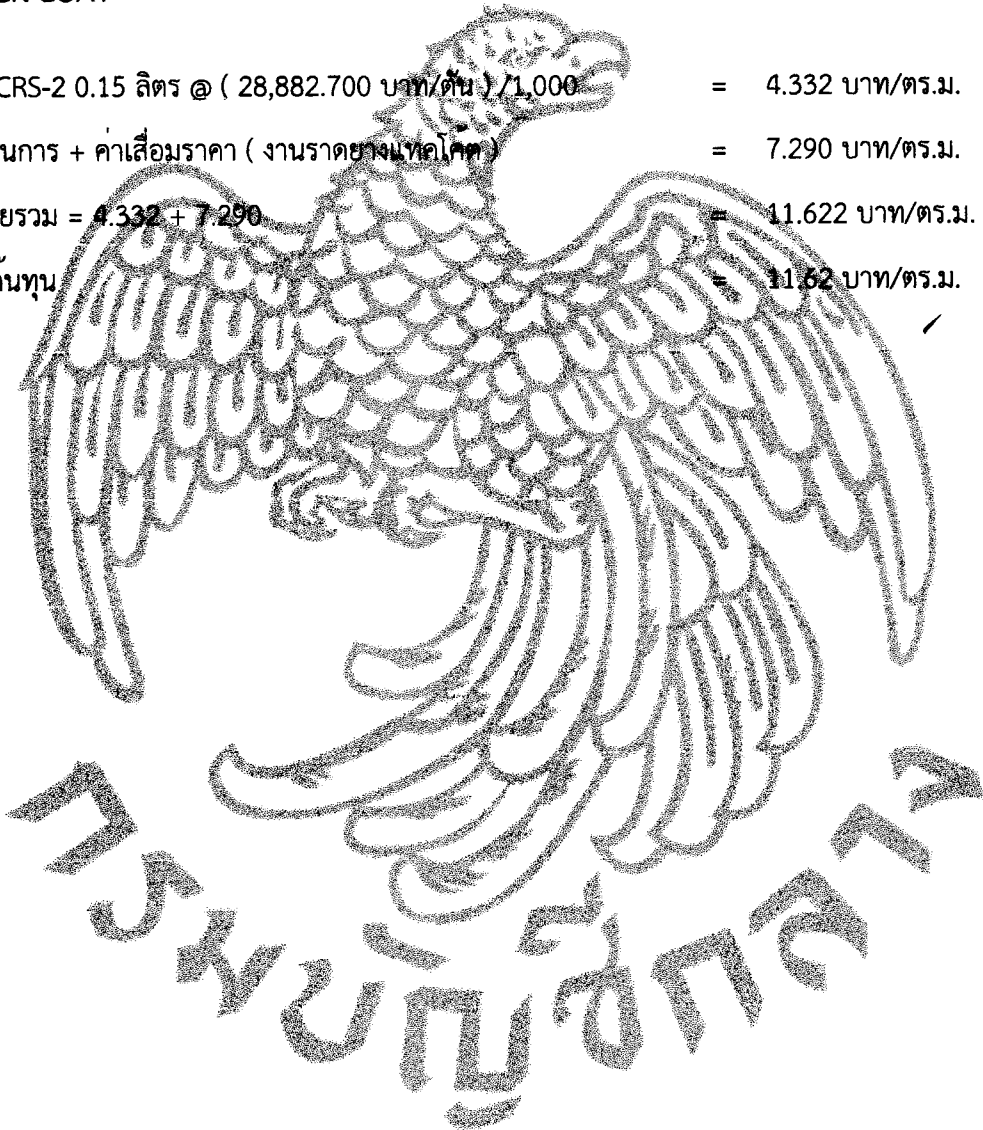 CRS-2 0.15 ลิตร @ ( 28,882.700 บาท/ตัน ) /1,000 = 4.332 บาท/ตร.ม.
นการ + ค่าเสื่อมราคา ( งานราดยางแทคโค้ต ) = 7.290 บาท/ตร.ม.
ยรวม = 4.332 + 7.290 = 11.622 บาท/ตร.ม.
ต้นทุน = 11.62 บาท/ตร.ม.
กรมบัญชีกลาง